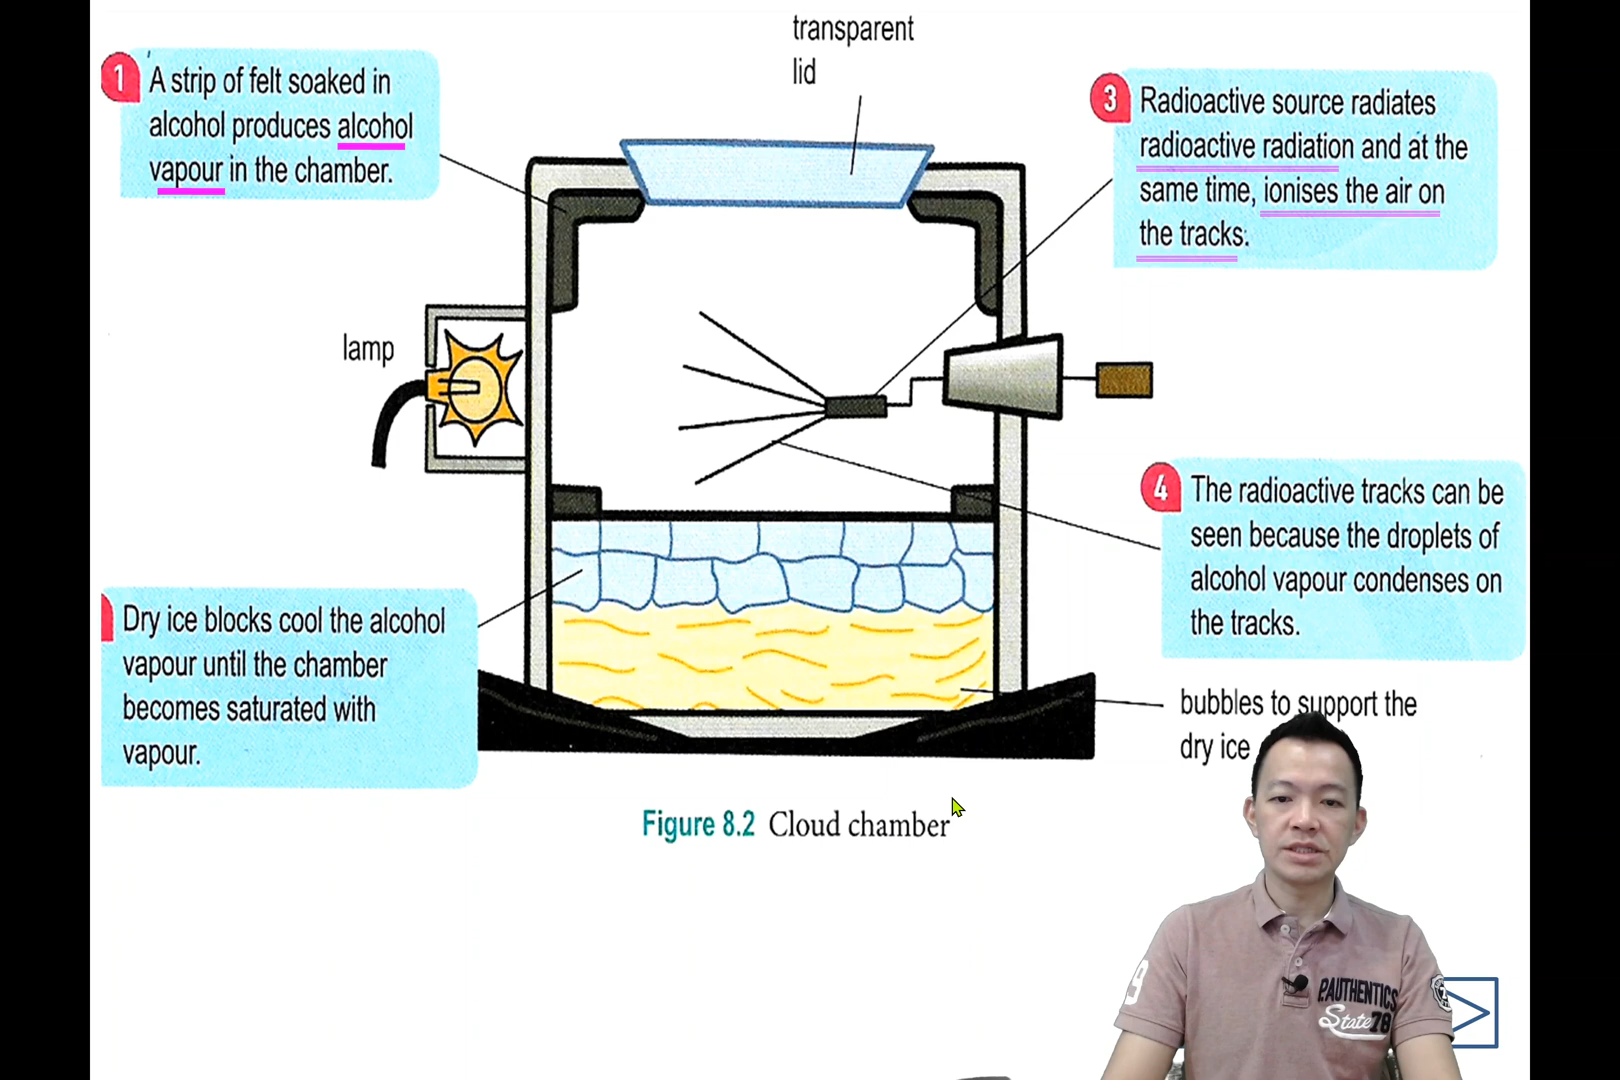 transparent
lid
1
A strip of felt soaked in
alcohol produces alcohol
vapour in the chamber.
3
Radioactive source radiates
radioactive radiation and at the
same time, ionises the air on
the tracks.
lamp
4
The radioactive tracks can be
seen because the droplets of
alcohol vapour condenses on
the tracks.
Dry ice blocks cool the alcohol
vapour until the chamber
becomes saturated with
vapour.
bubbles to support the
dry ice
Figure 8.2 Cloud chamber
P.AUTHENTICS
State 78